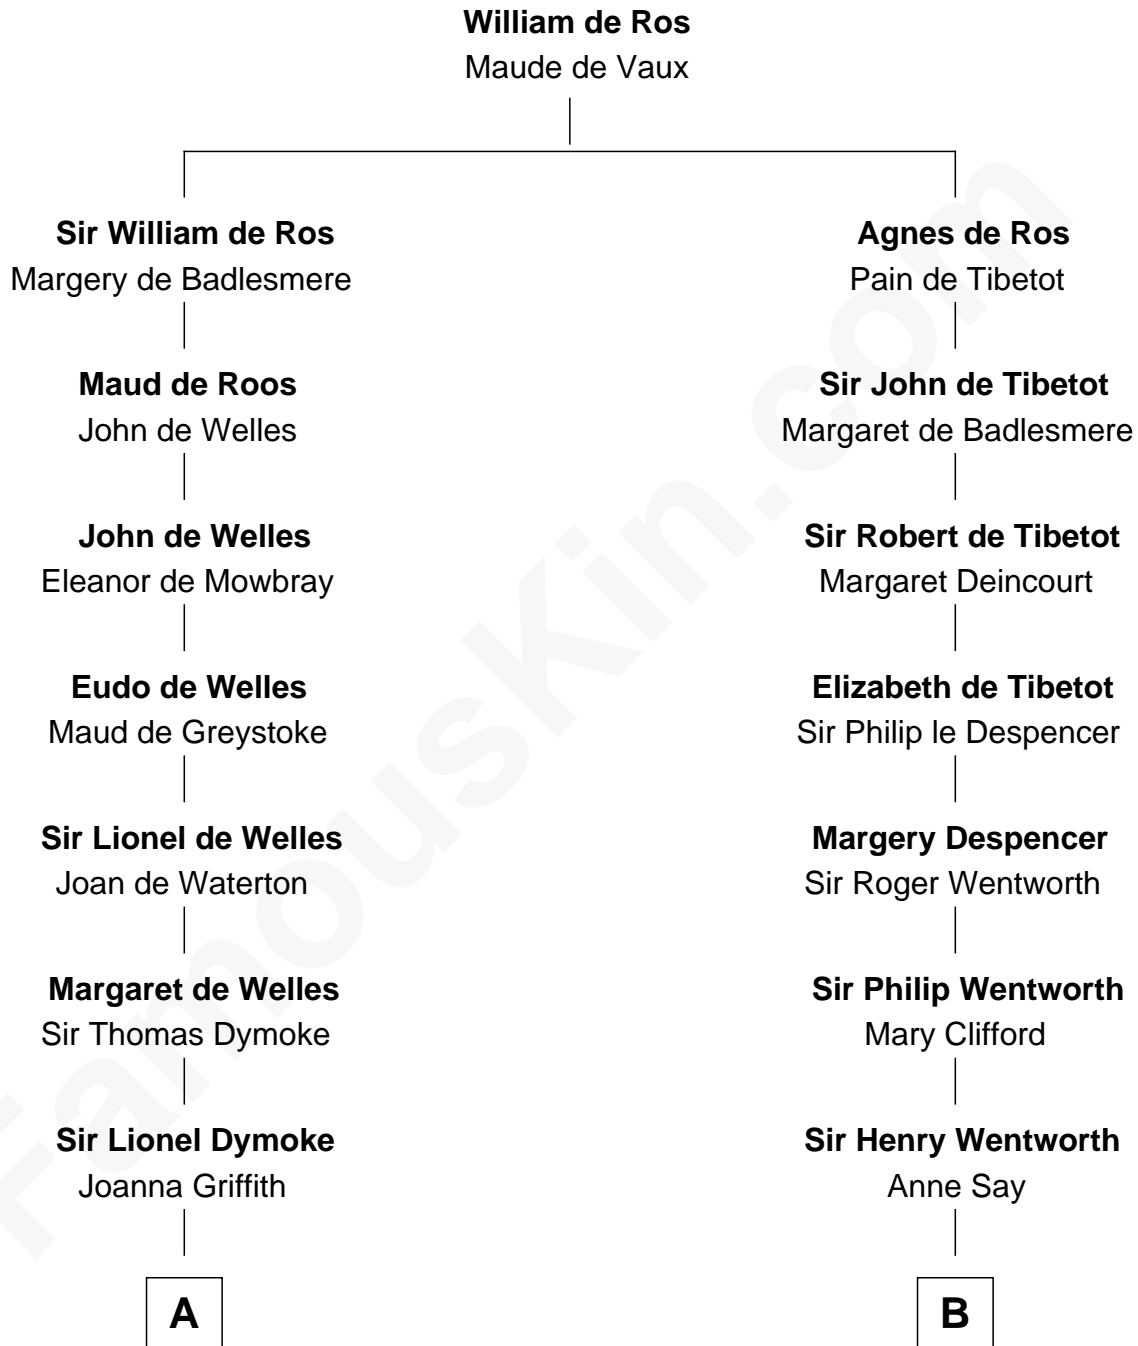 William de Ros
Maude de Vaux
Sir William de Ros
Margery de Badlesmere
Maud de Roos
John de Welles
John de Welles
Eleanor de Mowbray
Eudo de Welles
Maud de Greystoke
Sir Lionel de Welles
Joan de Waterton
Margaret de Welles
Sir Thomas Dymoke
Sir Lionel Dymoke
Joanna Griffith
A
Agnes de Ros
Pain de Tibetot
Sir John de Tibetot
Margaret de Badlesmere
Sir Robert de Tibetot
Margaret Deincourt
Elizabeth de Tibetot
Sir Philip le Despencer
Margery Despencer
Sir Roger Wentworth
Sir Philip Wentworth
Mary Clifford
Sir Henry Wentworth
Anne Say
B
FamousKin.com